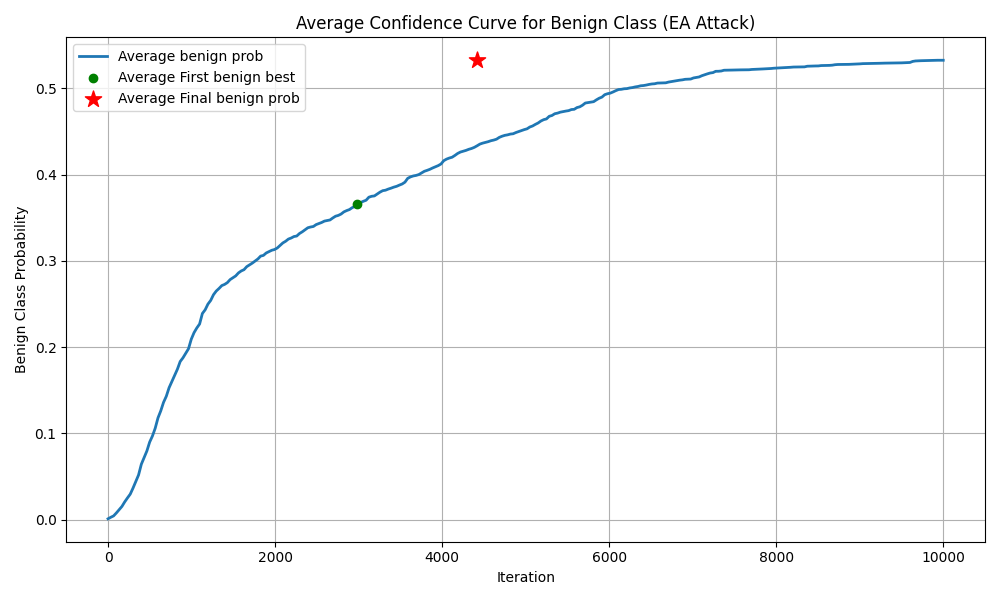 Average Confidence Curve for Benign Class (EA Attack)
Average benign prob
Average First benign best
Average Final benign prob
Benign Class Probability
0.5
0.4
0.3
0.2
0.1
0.0
0 2000 4000 6000 8000 10000
Iteration